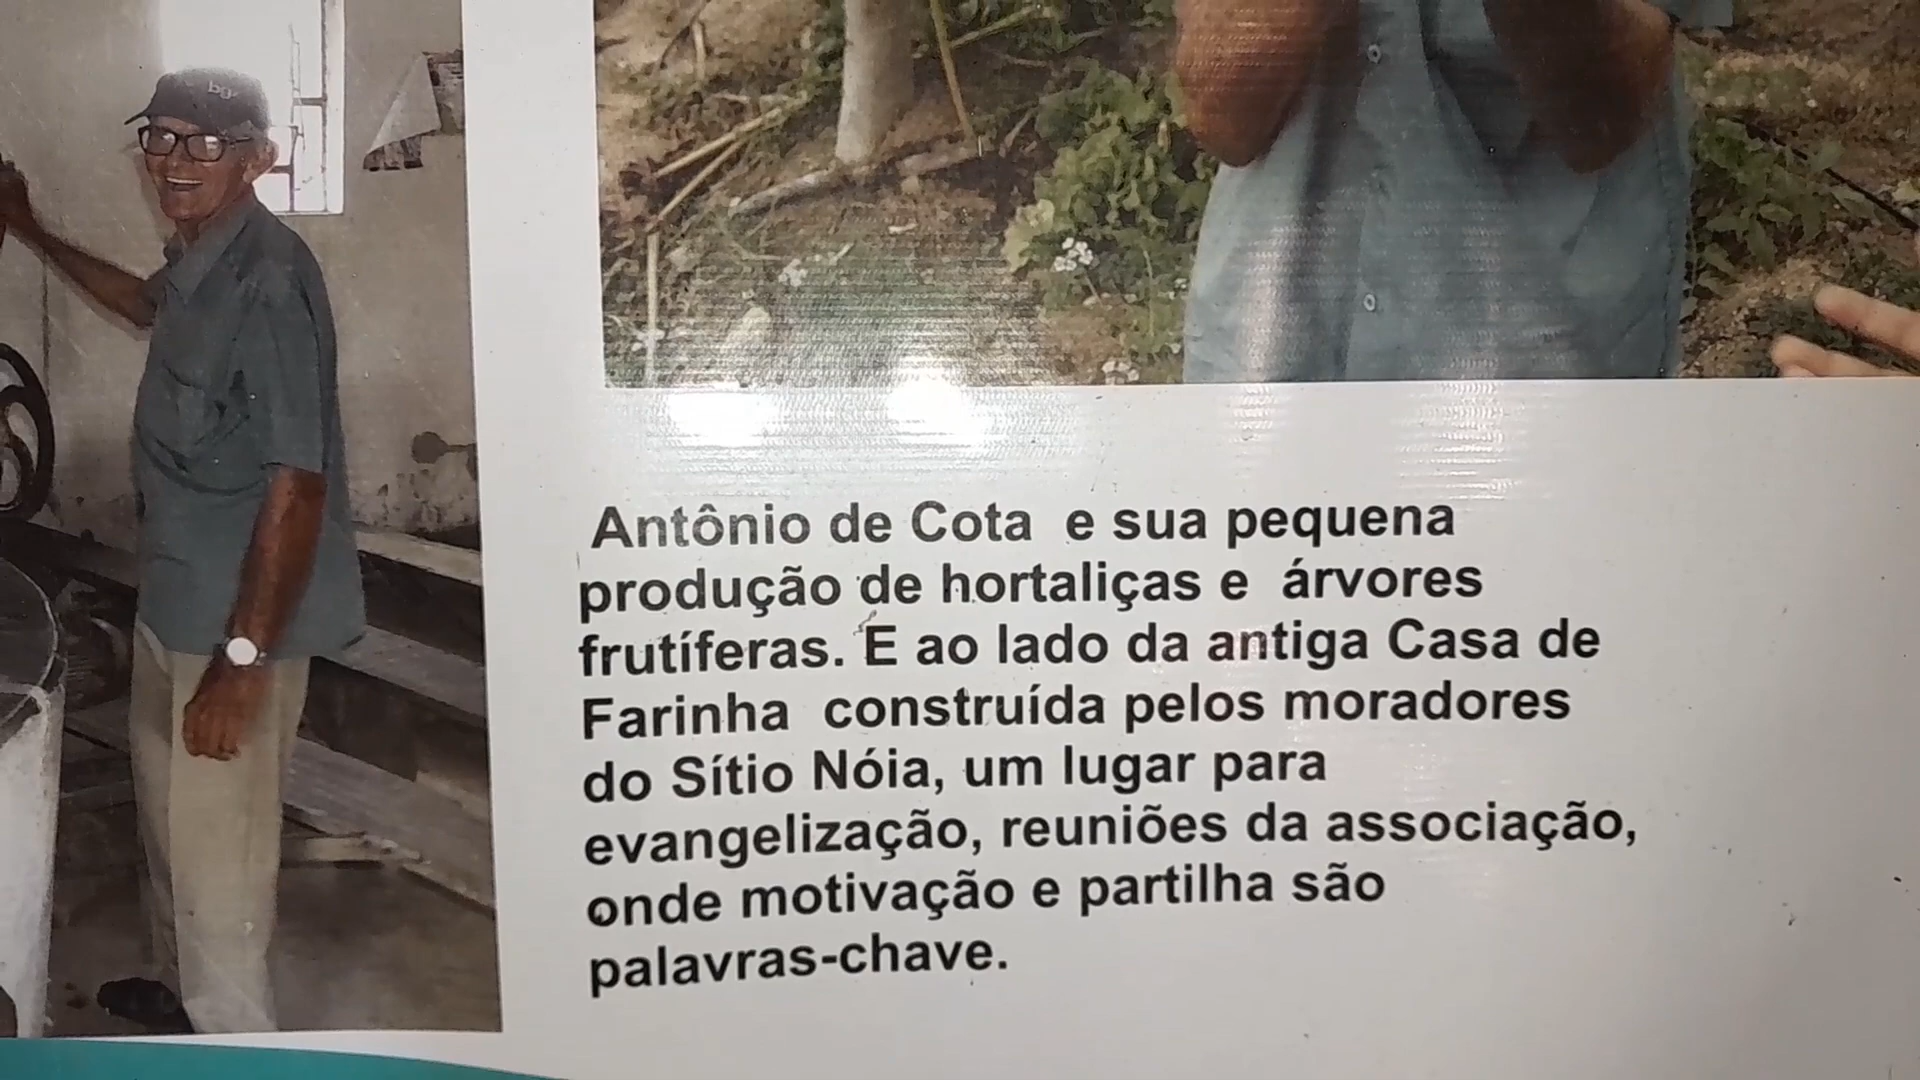 bg.
Antônio de Cota e sua pequena
produção de hortaliças e árvores
frutíferas. E ao lado da antiga Casa de
Farinha construída pelos moradores
do Sítio Nóia, um lugar para
evangelização, reuniões da associação,
onde motivação e partilha são
palavras-chave.